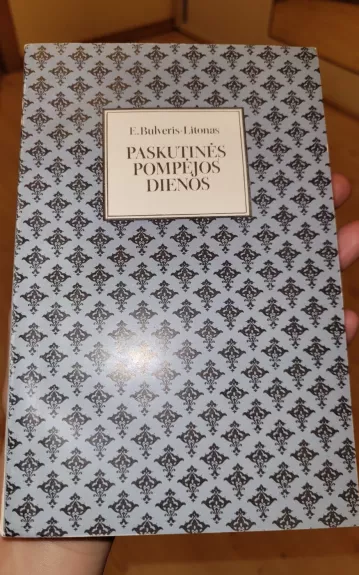 E. Bulveris-Litonas
PASKUTINĖS
POMPĖJOS
DIENOS